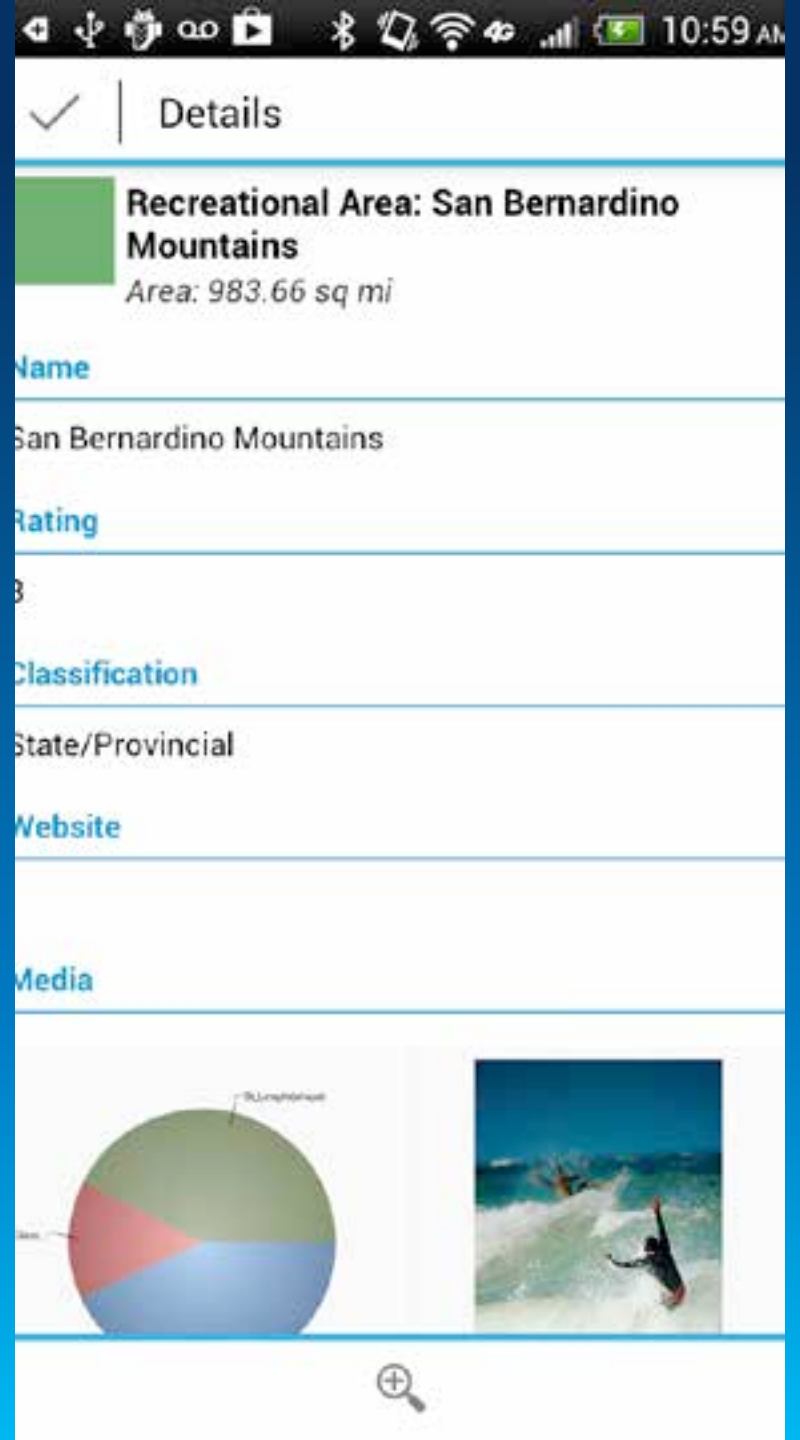 4G
10:59 AM
Details
Recreational Area: San Bernardino
Mountains
Area: 983.66 sq mi
Name
San Bernardino Mountains
Rating
3
Classification
State/Provincial
Website
Media